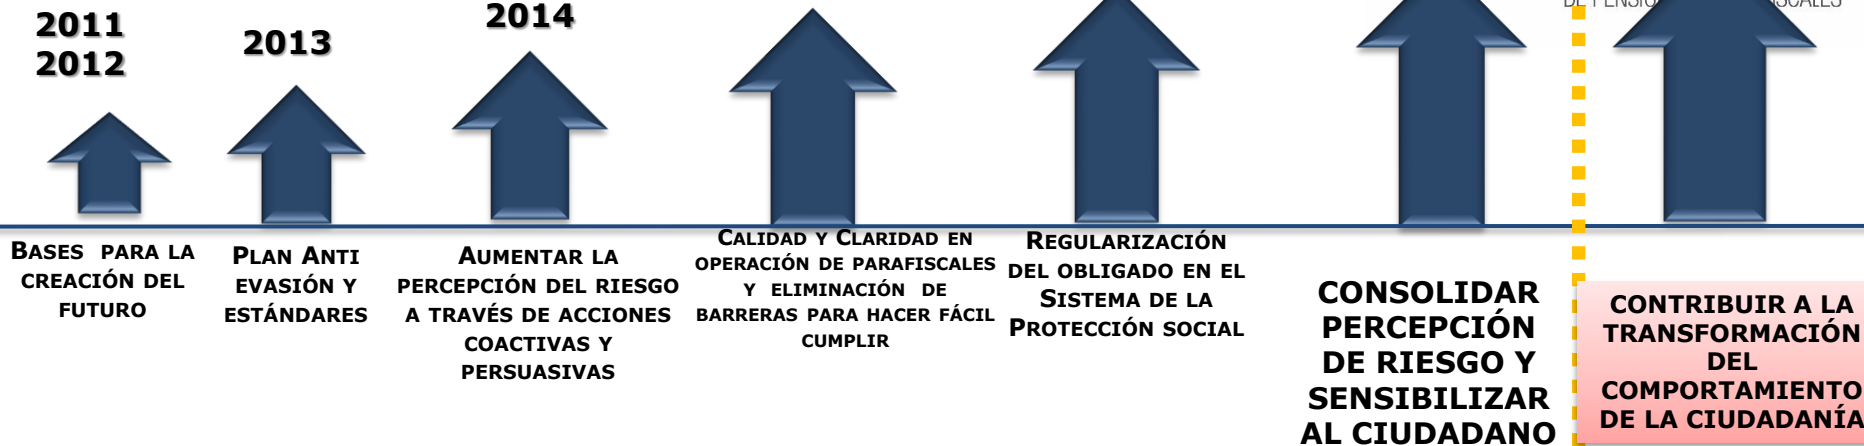 2011
2012
2013
2014
BASES PARA LA
CREACIÓN DEL
FUTURO
PLAN ANTI
EVASIÓN Y
ESTÁNDARES
AUMENTAR LA
PERCEPCIÓN DEL RIESGO
A TRAVÉS DE ACCIONES
COACTIVAS Y
PERSUASIVAS
CALIDAD Y CLARIDAD EN
OPERACIÓN DE PARAFISCALES
Y ELIMINACIÓN DE
BARRERAS PARA HACER FÁCIL
CUMPLIR
REGULARIZACIÓN
DEL OBLIGADO EN EL
SISTEMA DE LA
PROTECCIÓN SOCIAL
CONSOLIDAR
PERCEPCIÓN
DE RIESGO Y
SENSIBILIZAR
AL CIUDADANO
CONTRIBUIR A LA
TRANSFORMACIÓN
DEL
COMPORTAMIENTO
DE LA CIUDADANÍA